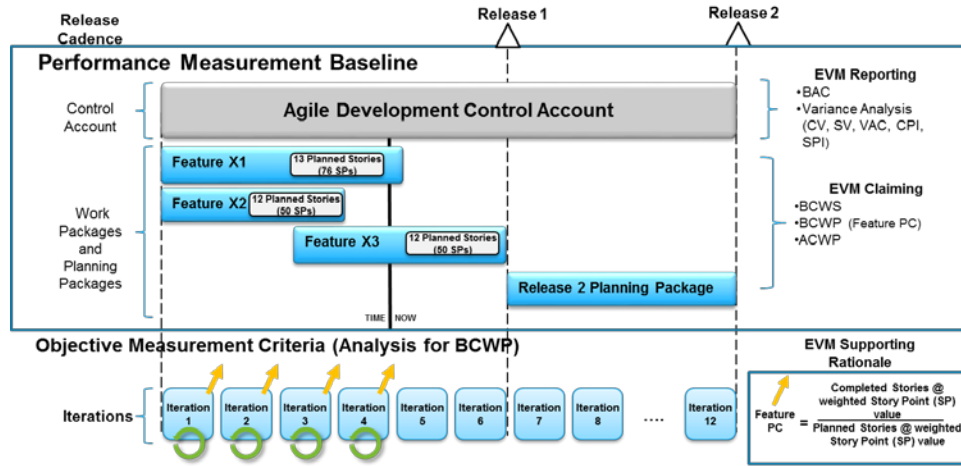 Release
Cadence
Release 1
Release 2
Performance Measurement Baseline
Control
Account
Agile Development Control Account
EVM Reporting
•BAC
•Variance Analysis
(CV, SV, VAC, CPI,
SPI)
Work
Packages
and
Planning
Packages
Feature X1
13 Planned Stories
(76 SPs)
Feature X2
12 Planned Stories
(50 SPs)
Feature X3
12 Planned Stories
(50 SPs)
Release 2 Planning Package
EVM Claiming
•BCWS
•BCWP (Feature PC)
•ACWP
TIME NOW
Objective Measurement Criteria (Analysis for BCWP)
Iterations
Iteration
1
Iteration
2
Iteration
3
Iteration
4
Iteration
5
Iteration
6
Iteration
7
Iteration
8
....
Iteration
12
EVM Supporting
Rationale
Feature
PC
=
Completed Stories @
weighted Story Point (SP)
value
Planned Stories @ weighted
Story Point (SP) value